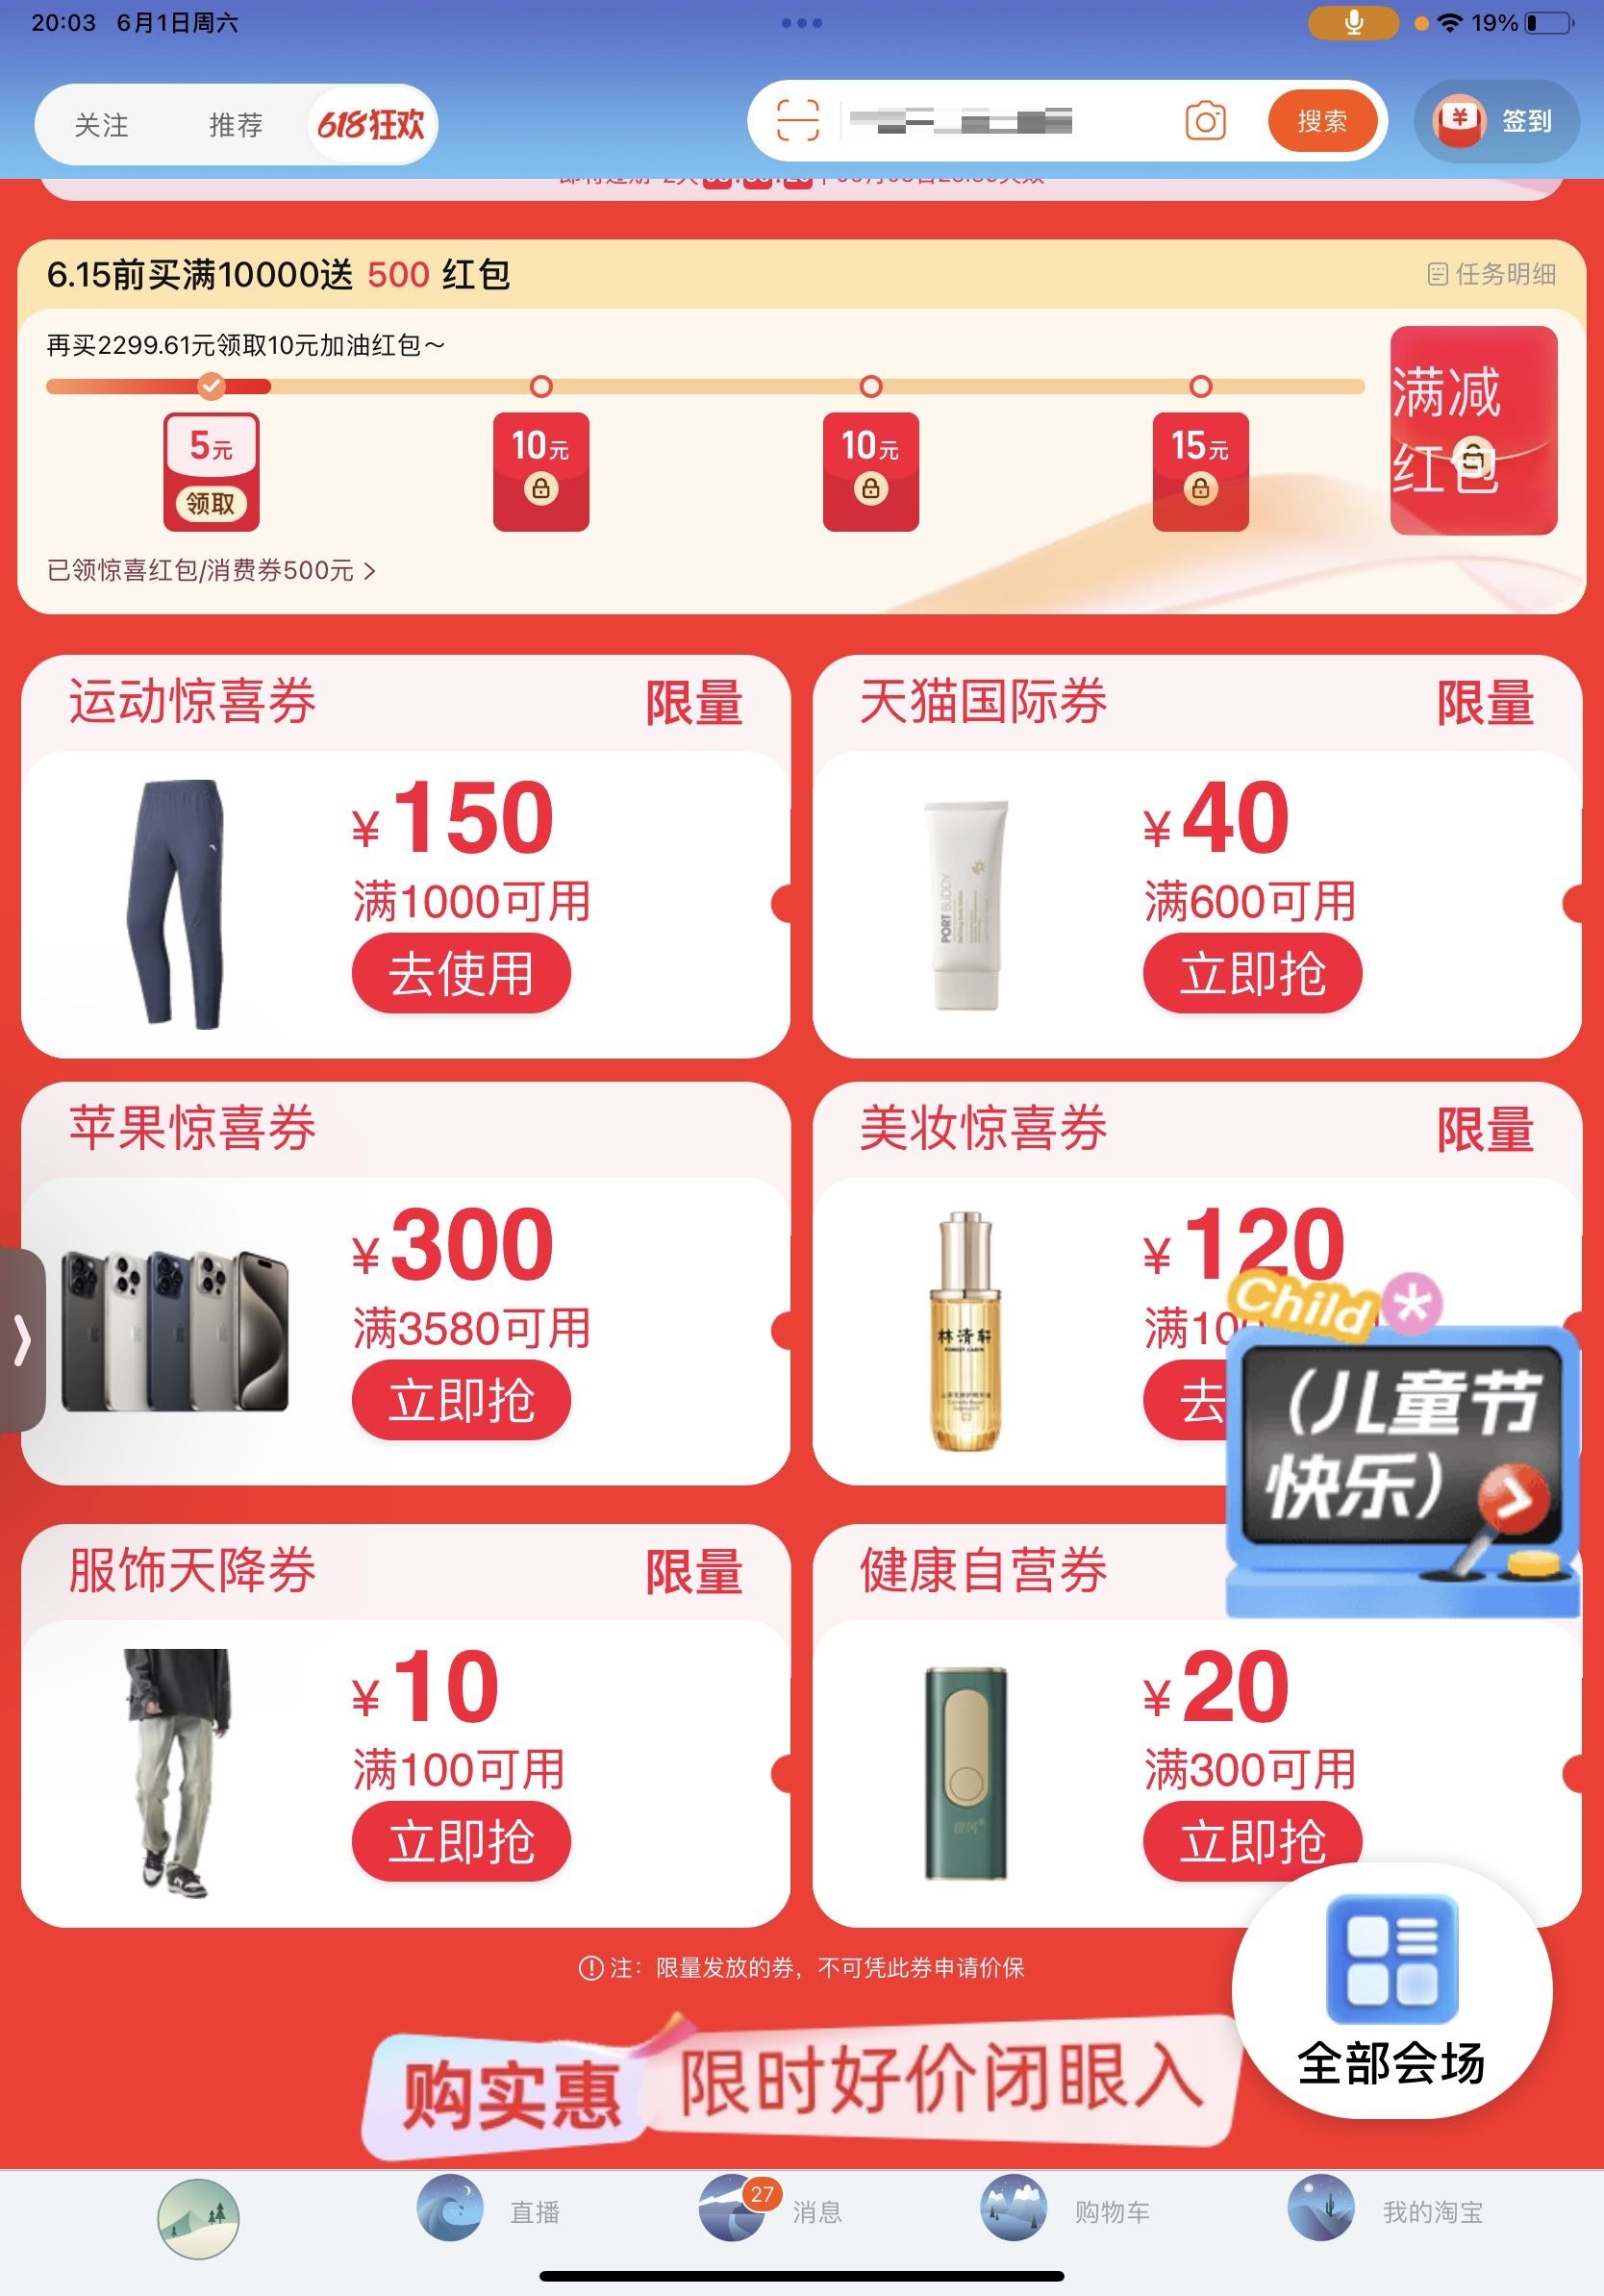 20:03 6月1日周六
19%
关注 推荐 618狂欢
搜索 签到
6.15前买满10000送 500 红包
任务明细
再买2299.61元领取10元加油红包～
5元
领取
10元
10元
15元
满减
红包
已领惊喜红包/消费券500元 >
运动惊喜券 限量
¥150
满1000可用
去使用
天猫国际券 限量
PORT BUDDY
¥40
满600可用
立即抢
苹果惊喜券
¥300
满3580可用
立即抢
美妆惊喜券 限量
林清轩
FOREST CABIN
¥120
满10
去
Child*
（儿童节
快乐）
服饰天降券 限量
¥10
满100可用
立即抢
健康自营券
¥20
满300可用
立即抢
注：限量发放的券，不可凭此券申请价保
购实惠 限时好价闭眼入
全部会场
直播
27
消息
购物车
我的淘宝